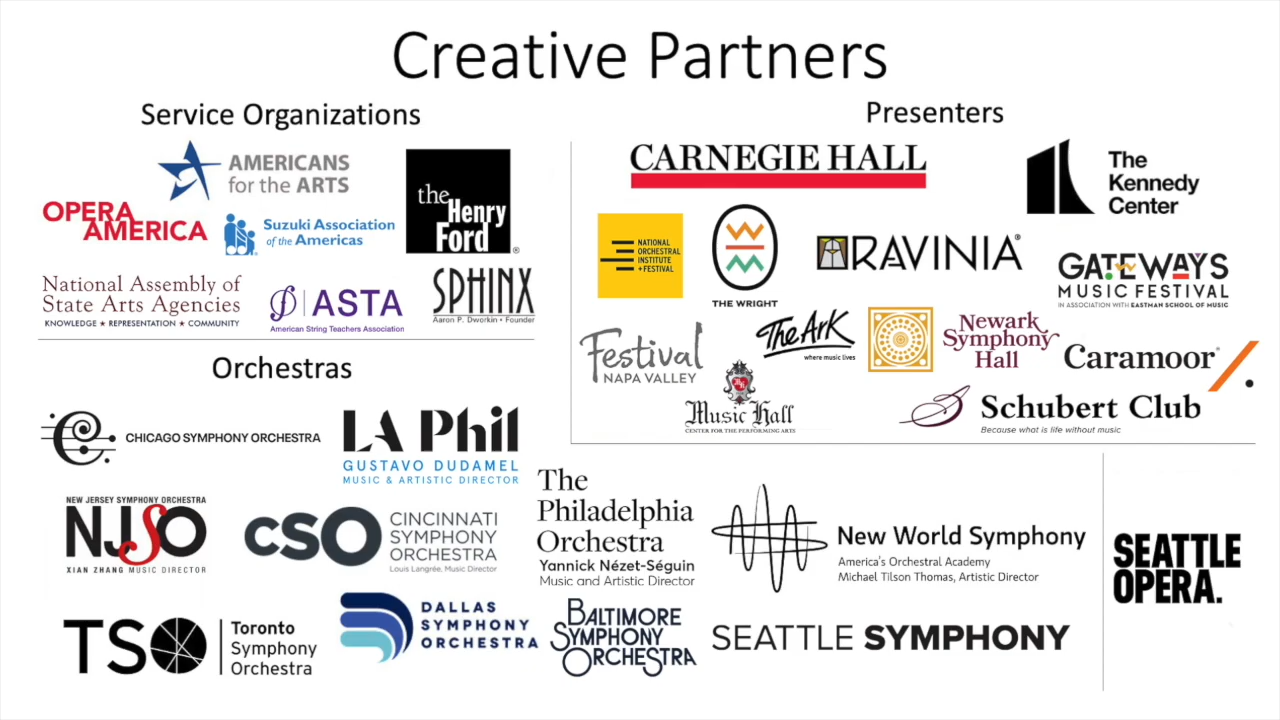 Creative Partners
Service Organizations
AMERICANS
for the ARTS
OPERA
AMERICA
Suzuki Association
of the Americas
the
Henry
Ford
®
National Assembly of
State Arts Agencies
KNOWLEDGE ★ REPRESENTATION ★ COMMUNITY
ASTA
American String Teachers Association
SPHINX
Aaron P. Dworkin • Founder
Presenters
CARNEGIE HALL
The
Kennedy
Center
NATIONAL
ORCHESTRAL
INSTITUTE
+ FESTIVAL
THE WRIGHT
RAVINIA®
GATEWAYS
MUSIC FESTIVAL
IN ASSOCIATION WITH EASTMAN SCHOOL OF MUSIC
Festival
NAPA VALLEY
The Ark
where music lives
Newark
Symphony
Hall
Caramoor
Music Hall
CENTER FOR THE PERFORMING ARTS
Schubert Club
Because what is life without music
Orchestras
CHICAGO SYMPHONY ORCHESTRA
LA Phil
GUSTAVO DUDAMEL
MUSIC & ARTISTIC DIRECTOR
NEW JERSEY SYMPHONY ORCHESTRA
NJSO
XIAN ZHANG MUSIC DIRECTOR
CSO
CINCINNATI
SYMPHONY
ORCHESTRA
Louis Langrée, Music Director
The
Philadelphia
Orchestra
Yannick Nézet-Séguin
Music and Artistic Director
New World Symphony
America's Orchestral Academy
Michael Tilson Thomas, Artistic Director
TSO
Toronto
Symphony
Orchestra
DALLAS
SYMPHONY
ORCHESTRA
BALTIMORE
SYMPHONY
ORCHESTRA
SEATTLE SYMPHONY
SEATTLE
OPERA.